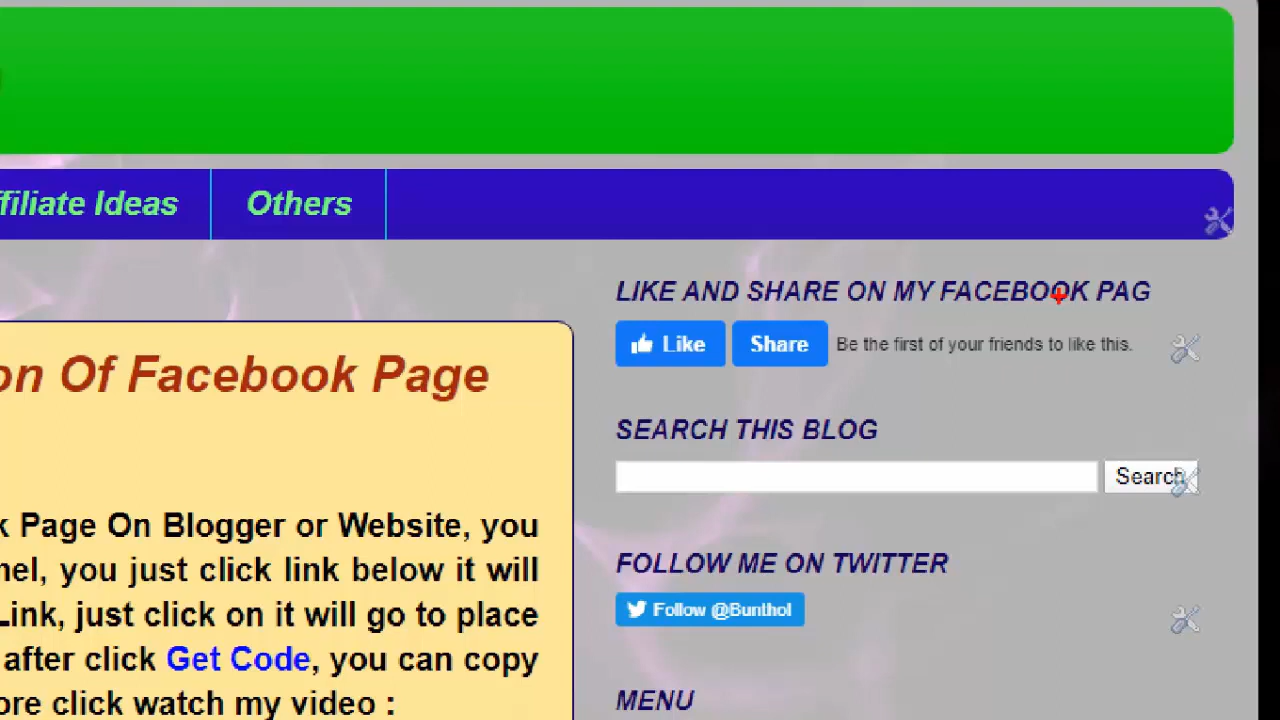 ffiliate Ideas
Others
LIKE AND SHARE ON MY FACEBOOK PAG
Like
Share
Be the first of your friends to like this.
on Of Facebook Page
SEARCH THIS BLOG
Search
k Page On Blogger or Website, you
nel, you just click link below it will
Link, just click on it will go to place
after click Get Code, you can copy
ore click watch my video :
FOLLOW ME ON TWITTER
Follow @Bunthol
MENU